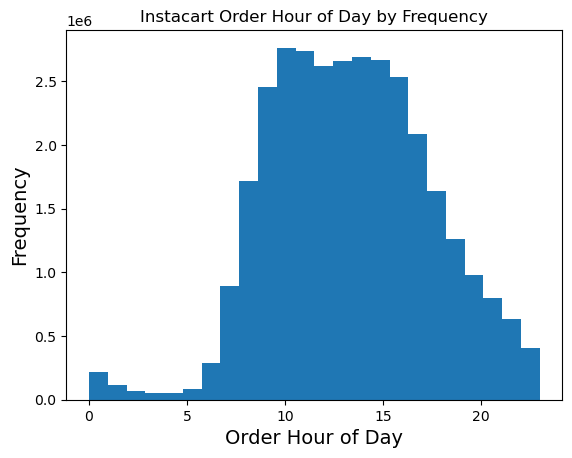 Instacart Order Hour of Day by Frequency
1e6
2.5
2.0
1.5
1.0
0.5
0.0
Frequency
0 5 10 15 20
Order Hour of Day